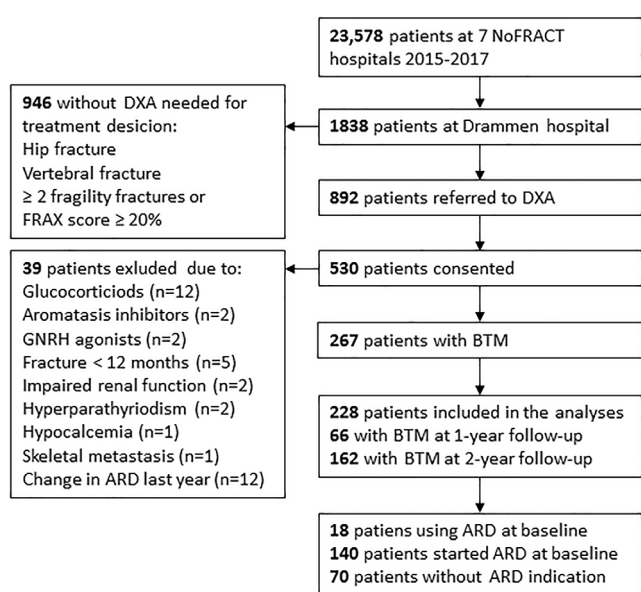 23,578 patients at 7 NoFRACT
hospitals 2015-2017
946 without DXA needed for
treatment desicion:
Hip fracture
Vertebral fracture
≥ 2 fragility fractures or
FRAX score ≥ 20%
1838 patients at Drammen hospital
892 patients referred to DXA
39 patients exluded due to:
Glucocorticiods (n=12)
Aromatasis inhibitors (n=2)
GNRH agonists (n=2)
Fracture < 12 months (n=5)
Impaired renal function (n=2)
Hyperparathyriodism (n=2)
Hypocalcemia (n=1)
Skeletal metastasis (n=1)
Change in ARD last year (n=12)
530 patients consented
267 patients with BTM
228 patients included in the analyses
66 with BTM at 1-year follow-up
162 with BTM at 2-year follow-up
18 patiens using ARD at baseline
140 patients started ARD at baseline
70 patients without ARD indication